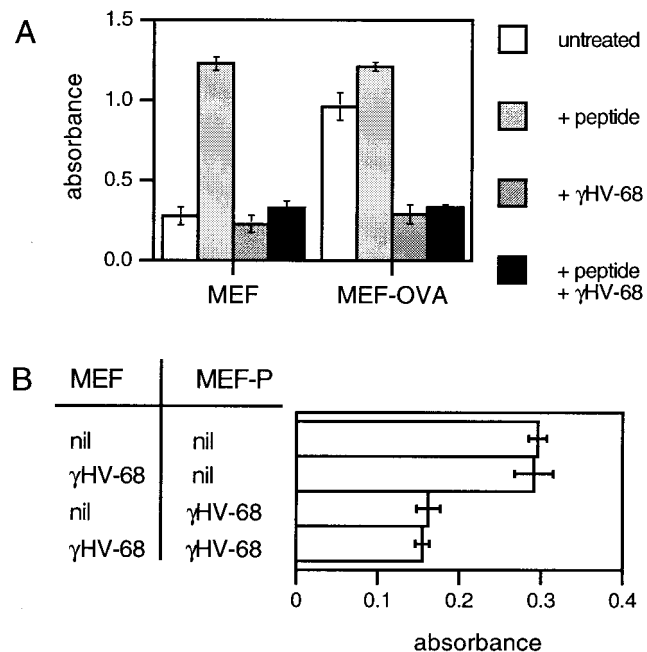 A
1.5
1.0
0.5
0.0
absorbance
MEF
MEF-OVA
untreated
+ peptide
+ γHV-68
+ peptide
+ γHV-68
B
MEF MEF-P
nil nil
γHV-68 nil
nil γHV-68
γHV-68 γHV-68
0 0.1 0.2 0.3 0.4
absorbance